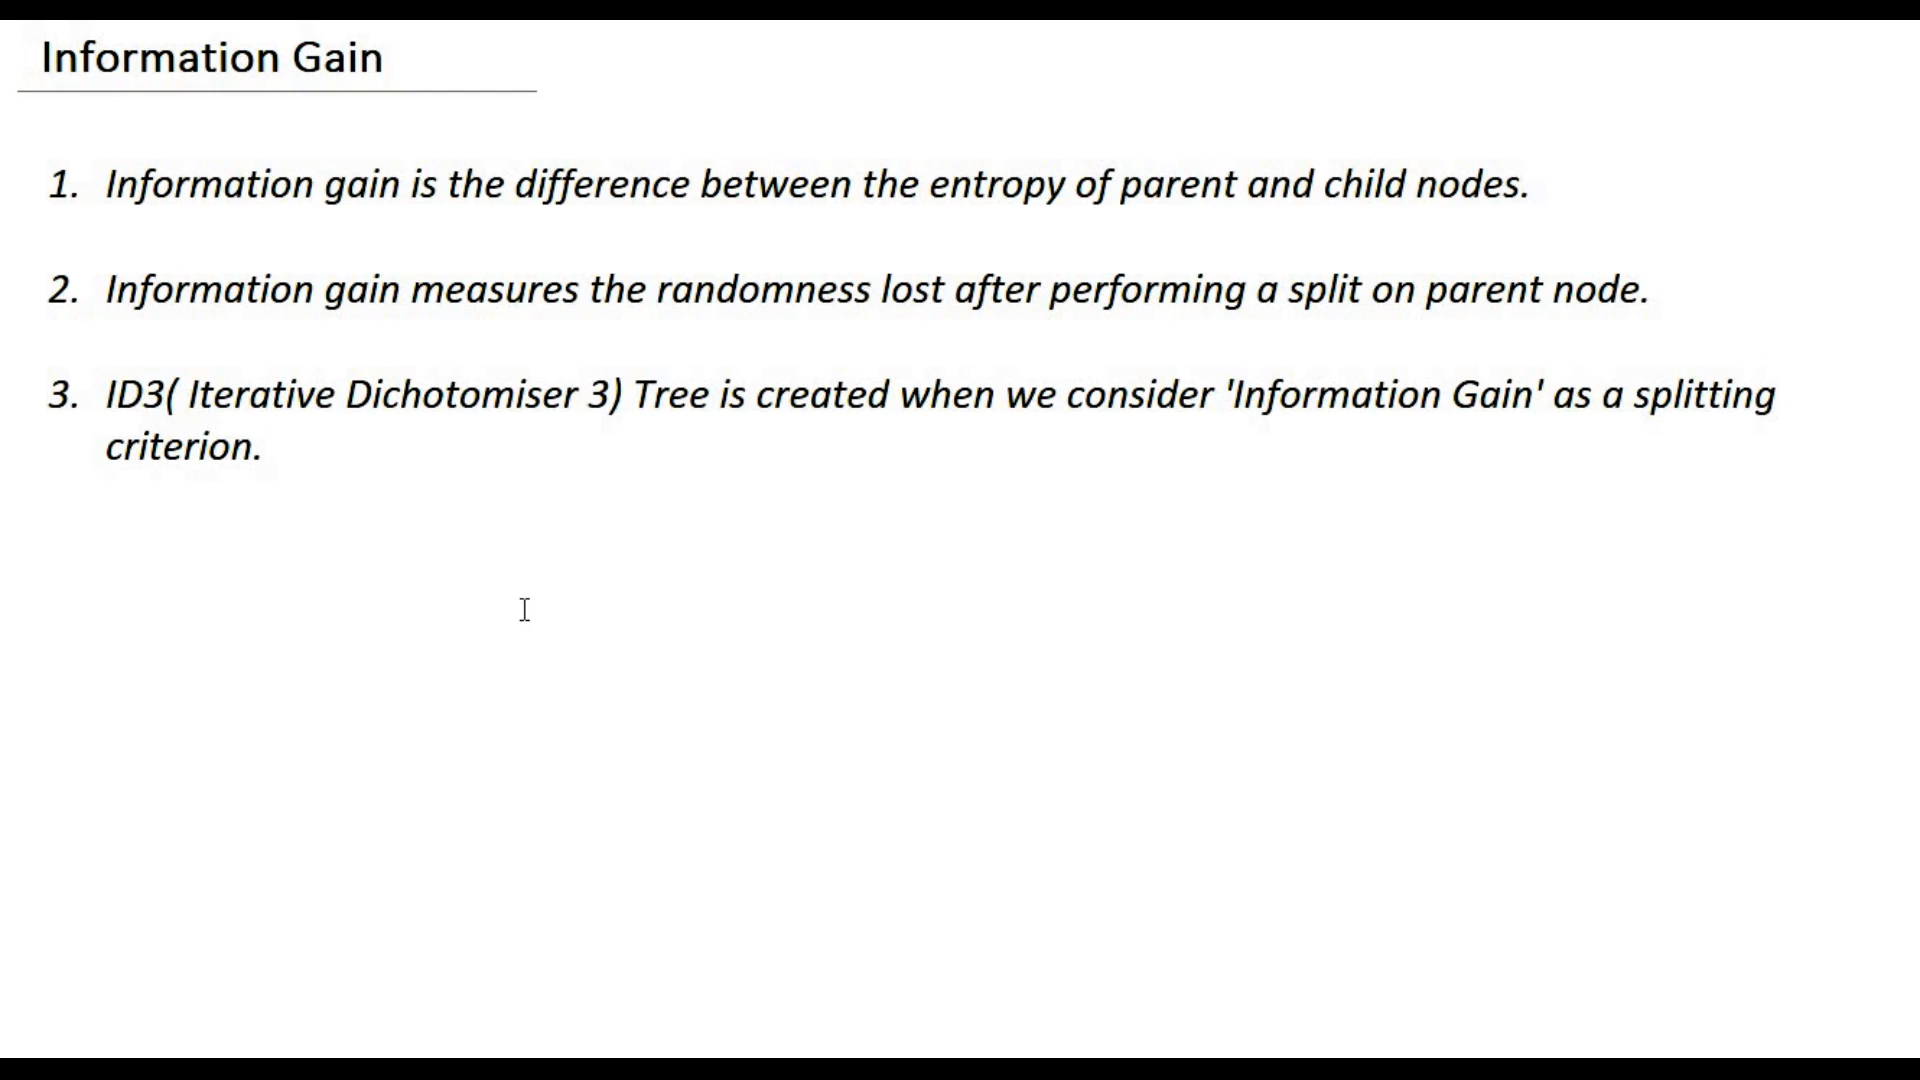 Information Gain
1. Information gain is the difference between the entropy of parent and child nodes.
2. Information gain measures the randomness lost after performing a split on parent node.
3. ID3( Iterative Dichotomiser 3) Tree is created when we consider 'Information Gain' as a splitting
criterion.